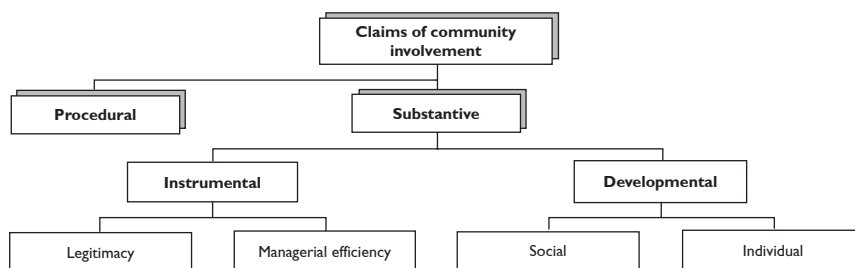 Claims of community
involvement
Procedural
Substantive
Instrumental
Developmental
Legitimacy
Managerial efficiency
Social
Individual